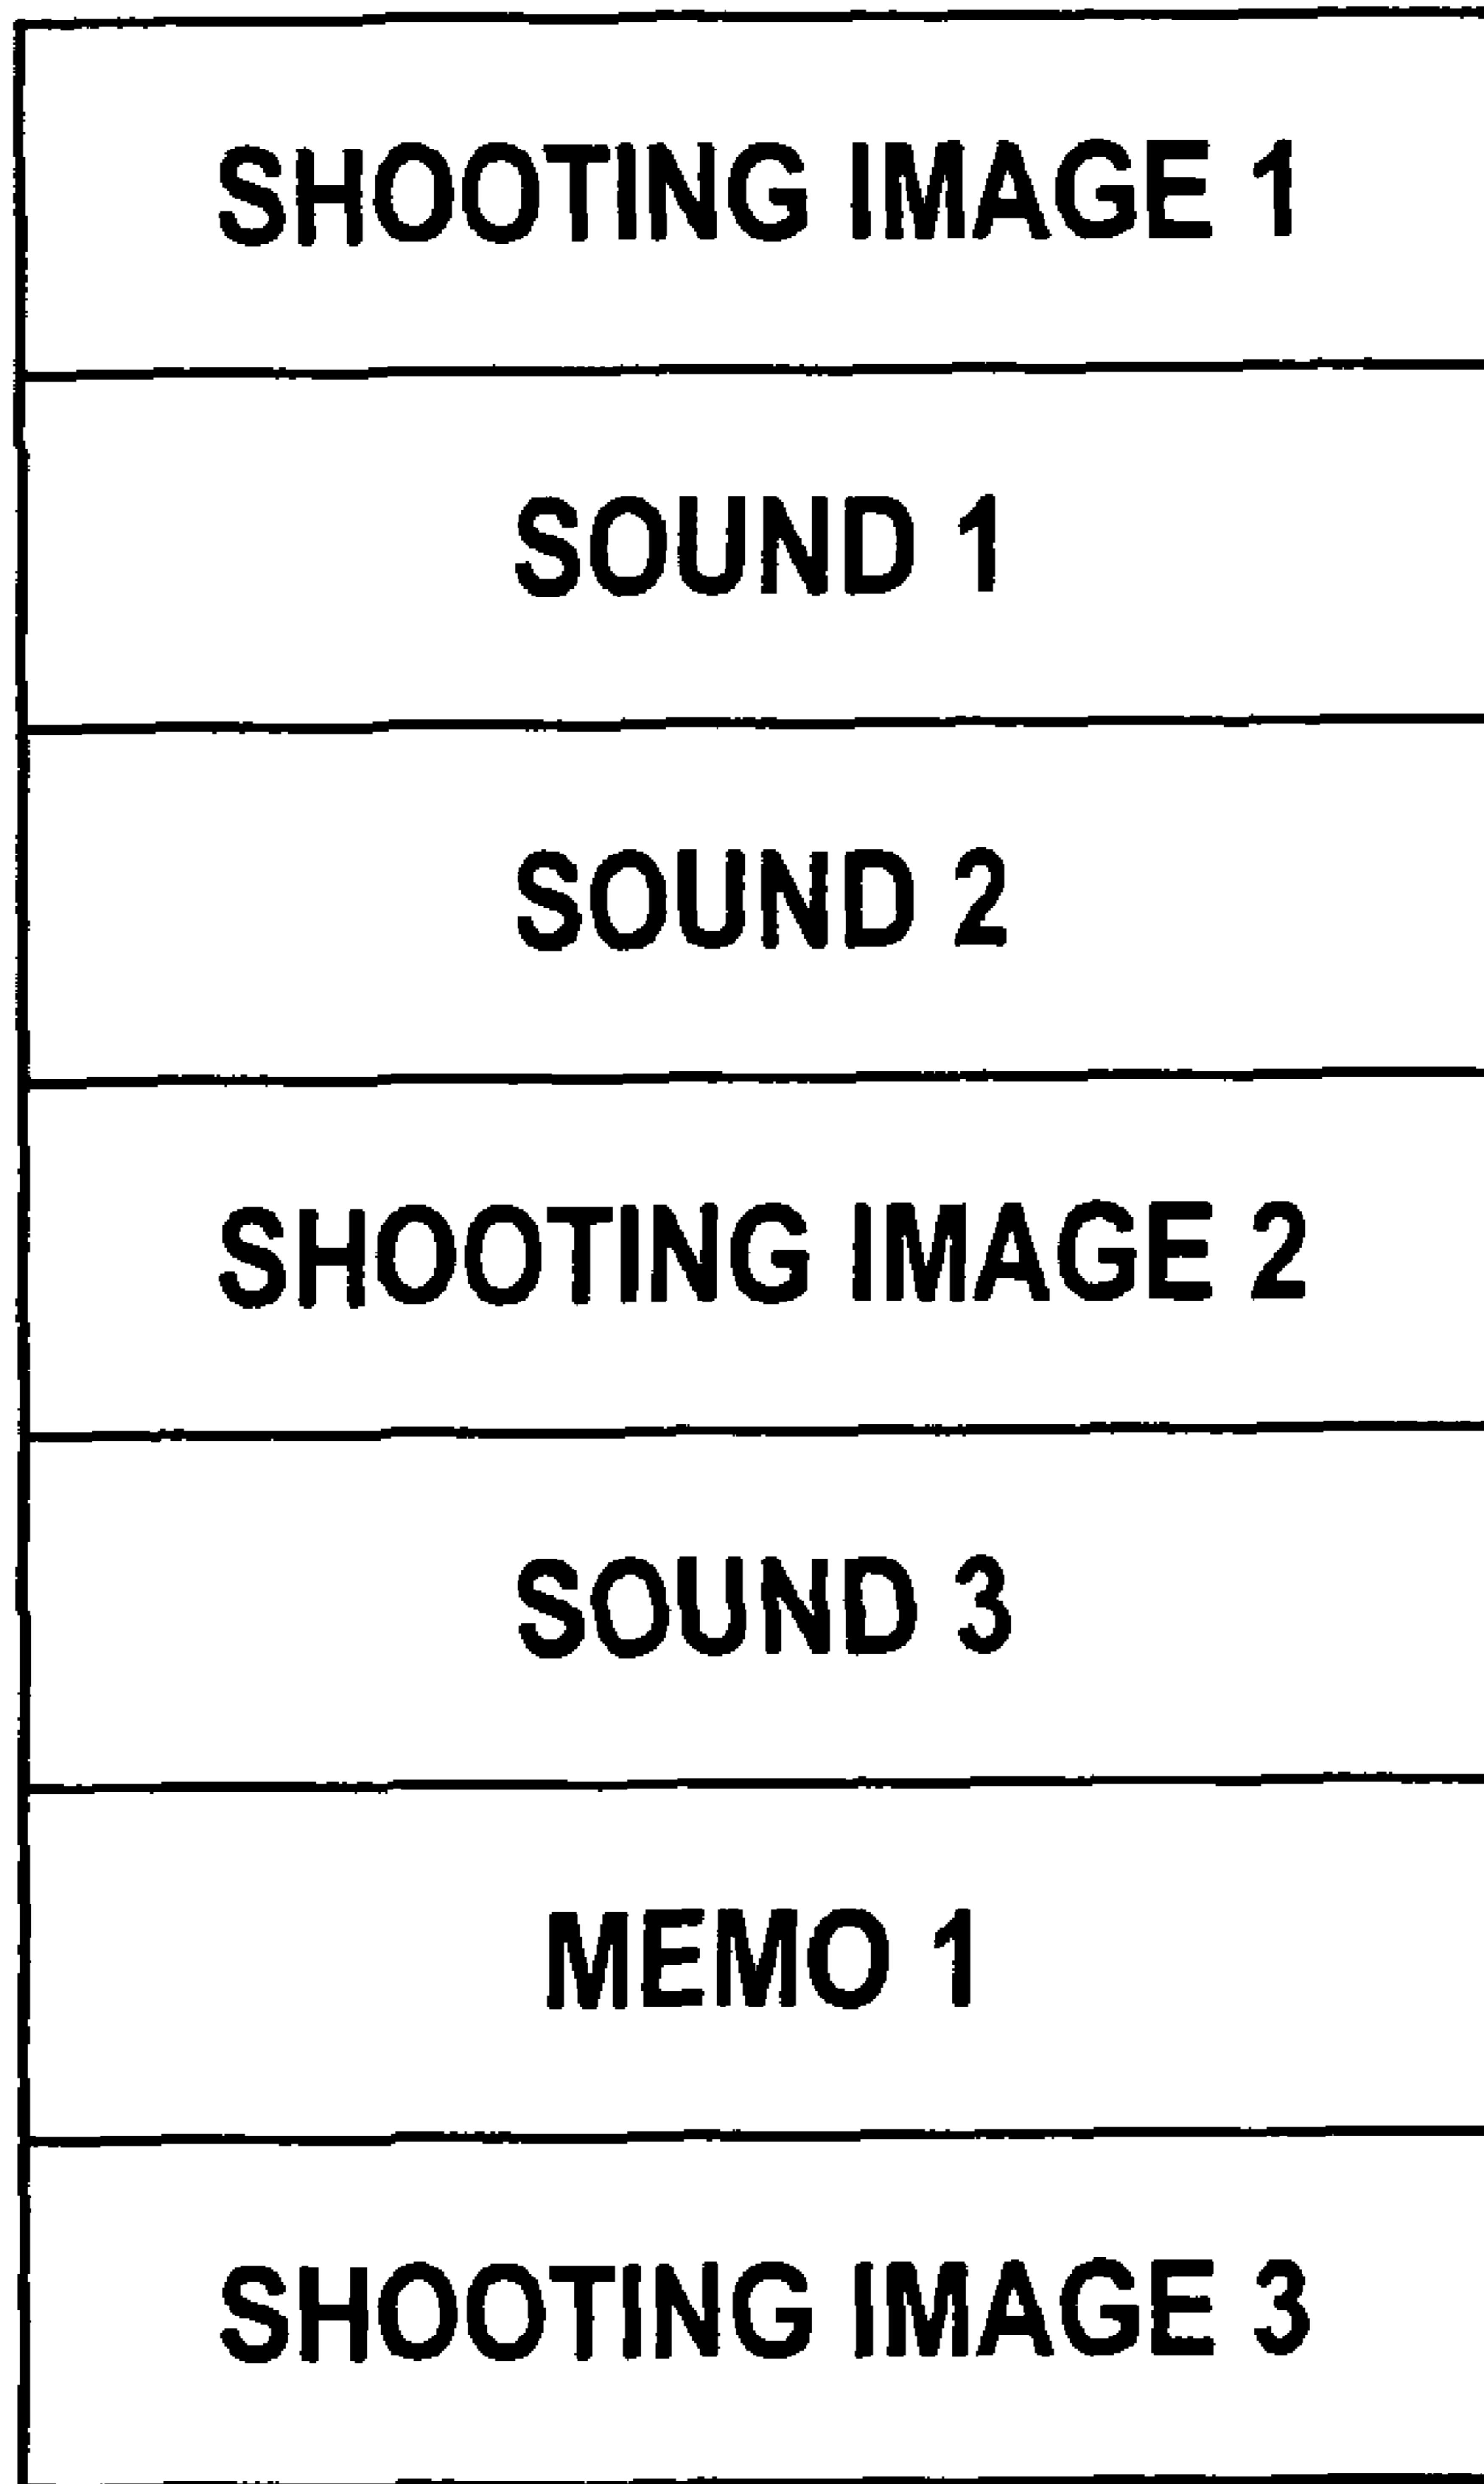 SHOOTING IMAGE 1
SOUND 1
SOUND 2
SHOOTING IMAGE 2
SOUND 3
MEMO 1
SHOOTING IMAGE 3